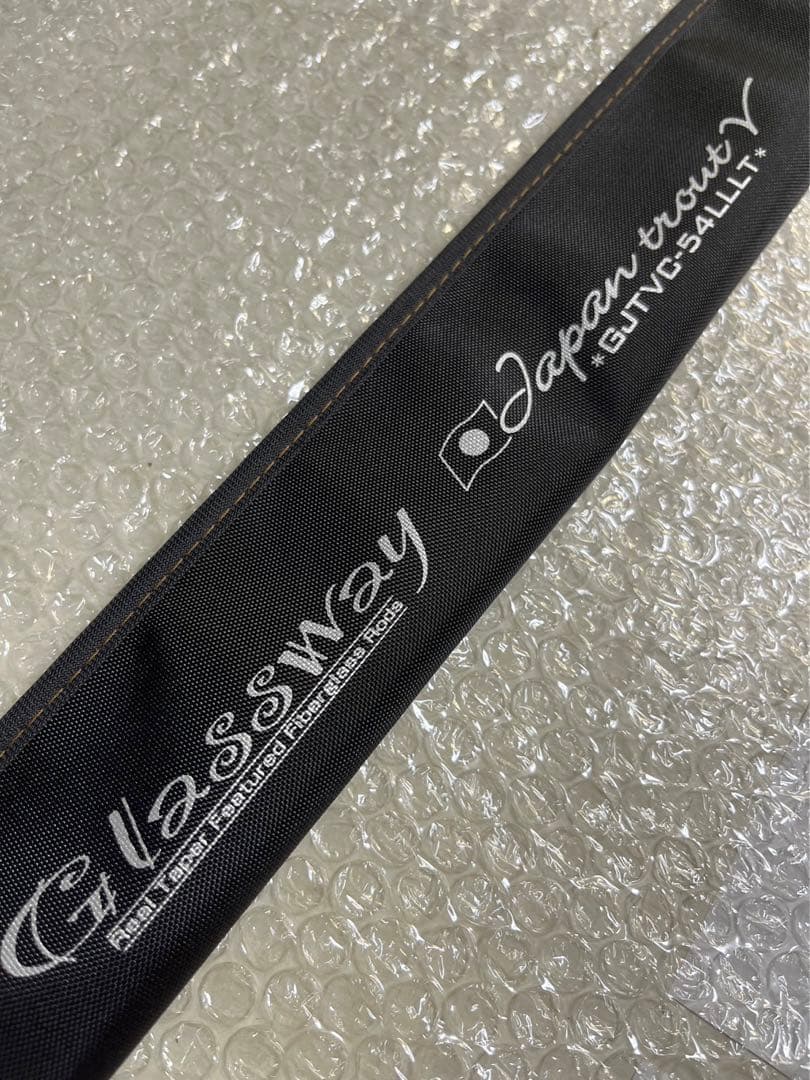 Glassway
Real Taper Featured Fiberglass Rods
Japan trout V
*GJTVC-54LLLT*